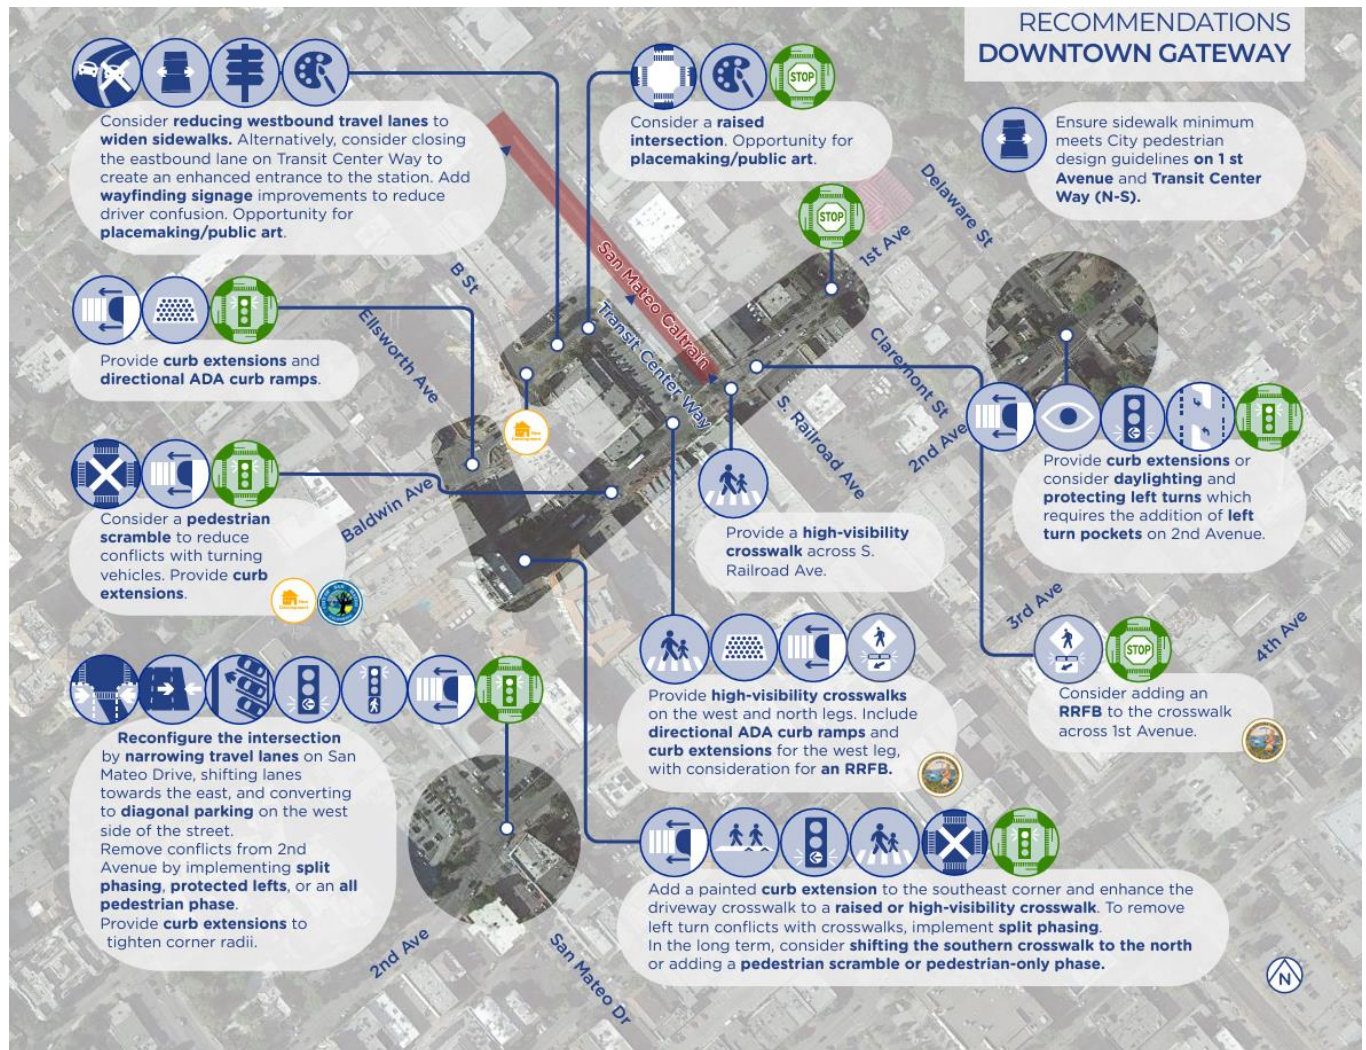 RECOMMENDATIONS
DOWNTOWN GATEWAY
Consider reducing westbound travel lanes to
widen sidewalks. Alternatively, consider closing
the eastbound lane on Transit Center Way to
create an enhanced entrance to the station. Add
wayfinding signage improvements to reduce
driver confusion. Opportunity for
placemaking/public art.
STOP
Consider a raised
intersection. Opportunity for
placemaking/public art.
Ensure sidewalk minimum
meets City pedestrian
design guidelines on 1 st
Avenue and Transit Center
Way (N-S).
STOP
Delaware St
1st Ave
San Mateo Caltrain
Transit Center Way
B St
Ellsworth Ave
Claremont St
S. Railroad Ave
2nd Ave
Baldwin Ave
Provide curb extensions and
directional ADA curb ramps.
New
Development
Provide curb extensions or
consider daylighting and
protecting left turns which
requires the addition of left
turn pockets on 2nd Avenue.
Consider a pedestrian
scramble to reduce
conflicts with turning
vehicles. Provide curb
extensions.
New
Development
Provide a high-visibility
crosswalk across S.
Railroad Ave.
3rd Ave
4th Ave
STOP
Consider adding an
RRFB to the crosswalk
across 1st Avenue.
Provide high-visibility crosswalks
on the west and north legs. Include
directional ADA curb ramps and
curb extensions for the west leg,
with consideration for an RRFB.
Reconfigure the intersection
by narrowing travel lanes on San
Mateo Drive, shifting lanes
towards the east, and converting
to diagonal parking on the west
side of the street.
Remove conflicts from 2nd
Avenue by implementing split
phasing, protected lefts, or an all
pedestrian phase.
Provide curb extensions to
tighten corner radii.
2nd Ave
San Mateo Dr
Add a painted curb extension to the southeast corner and enhance the
driveway crosswalk to a raised or high-visibility crosswalk. To remove
left turn conflicts with crosswalks, implement split phasing.
In the long term, consider shifting the southern crosswalk to the north
or adding a pedestrian scramble or pedestrian-only phase.
N